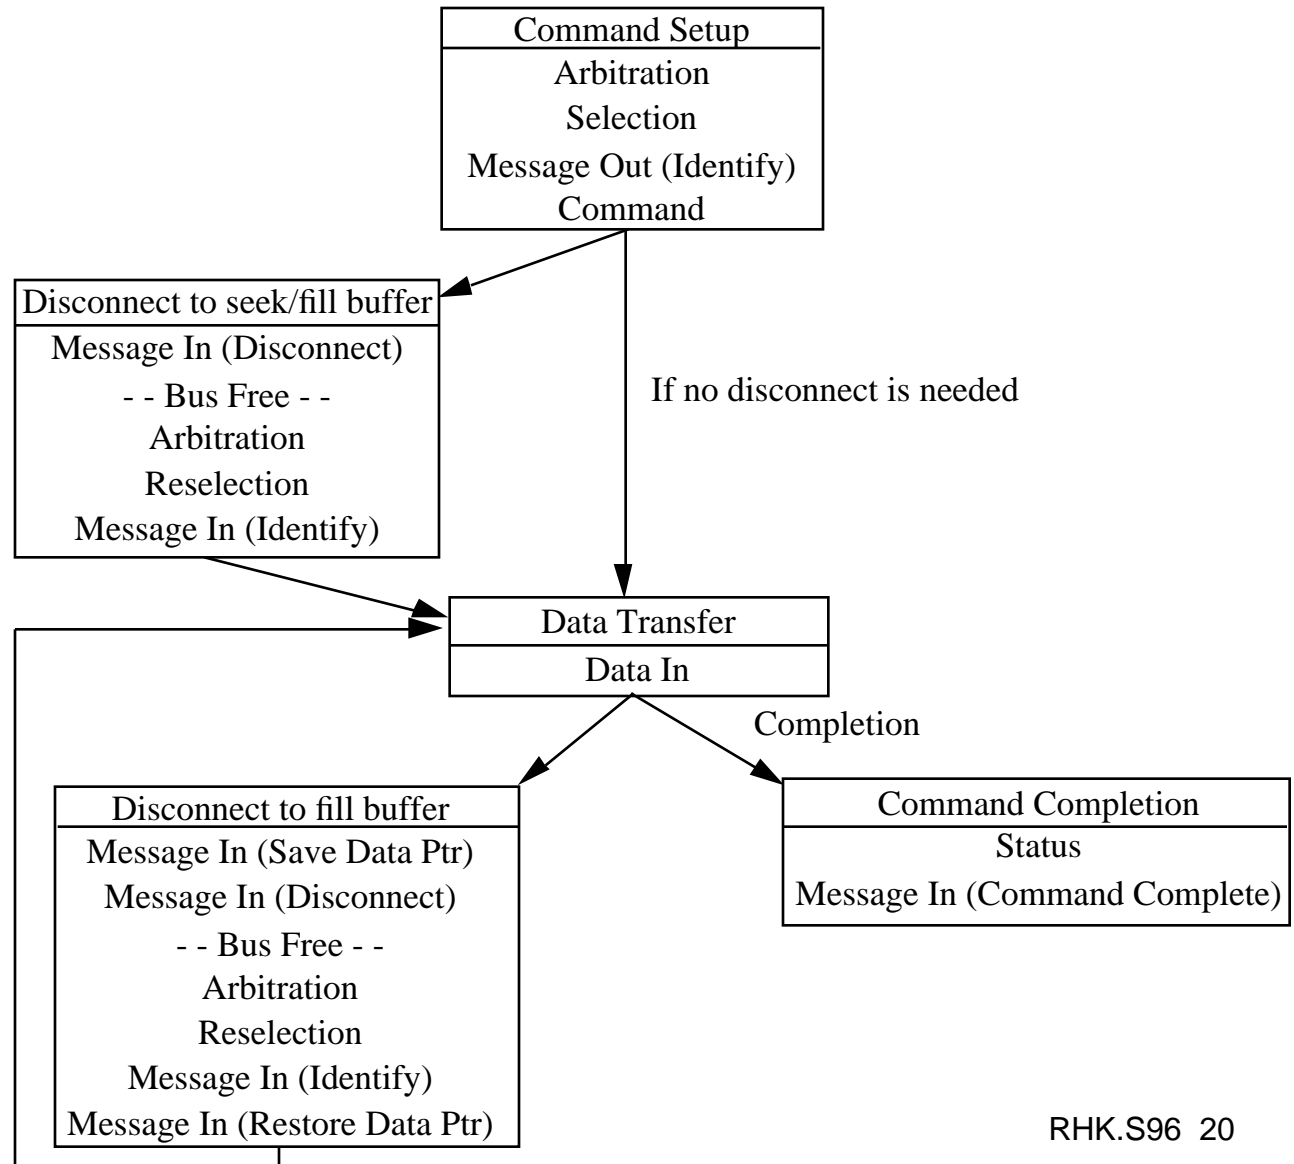 Command Setup
Arbitration
Selection
Message Out (Identify)
Command
Disconnect to seek/fill buffer
Message In (Disconnect)
- - Bus Free - -
Arbitration
Reselection
Message In (Identify)
If no disconnect is needed
Data Transfer
Data In
Completion
Disconnect to fill buffer
Message In (Save Data Ptr)
Message In (Disconnect)
- - Bus Free - -
Arbitration
Reselection
Message In (Identify)
Message In (Restore Data Ptr)
Command Completion
Status
Message In (Command Complete)
RHK.S96 20